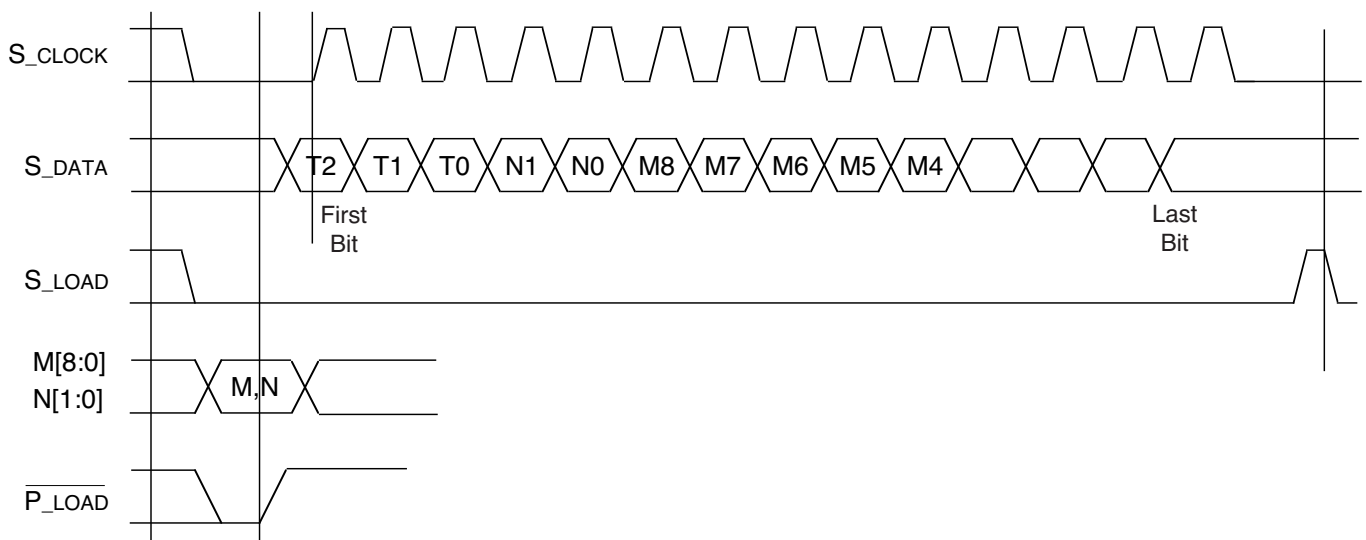 S_CLOCK
S_DATA
T2 T1 T0 N1 N0 M8 M7 M6 M5 M4
First
Bit
Last
Bit
S_LOAD
M[8:0]
N[1:0]
M,N
P_LOAD